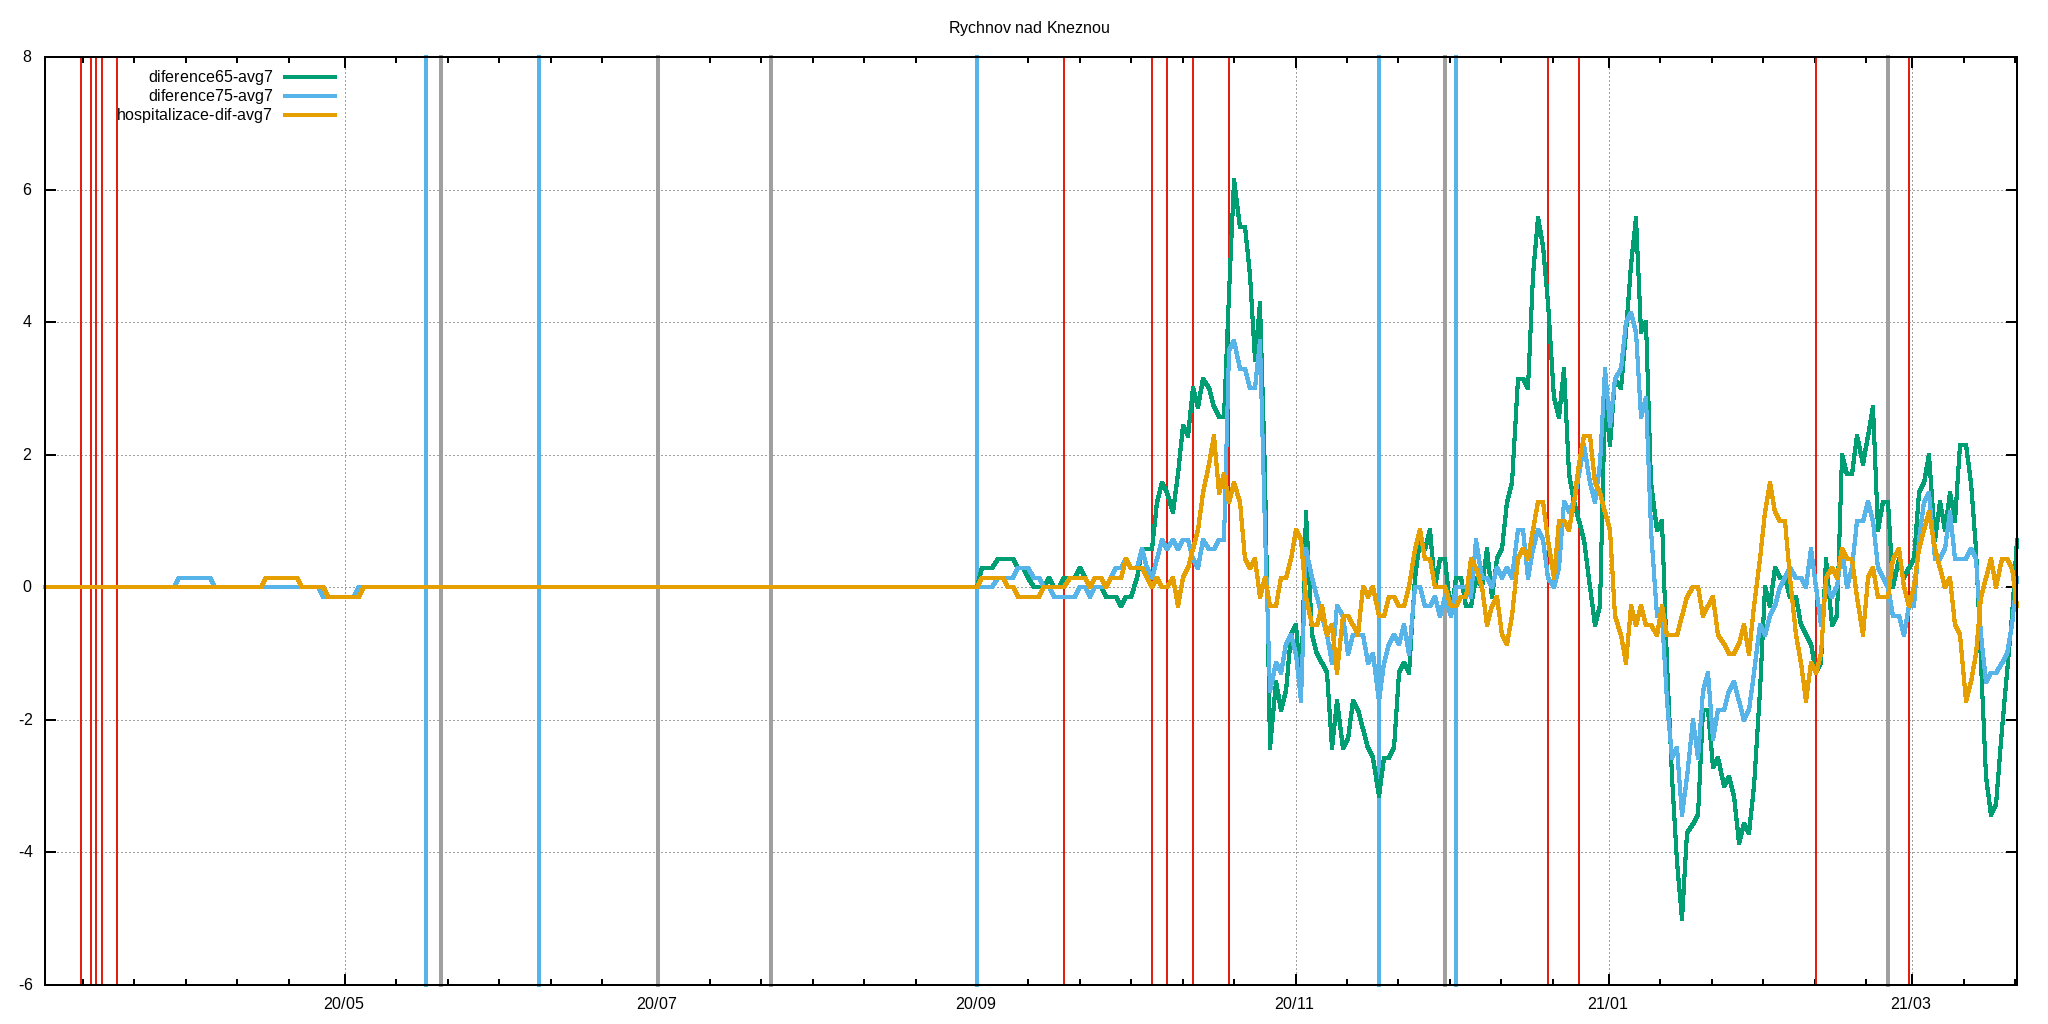 Rychnov nad Kneznou
diference65-avg7
diference75-avg7
hospitalizace-dif-avg7
8
6
4
2
0
-2
-4
-6
20/05 20/07 20/09 20/11 21/01 21/03